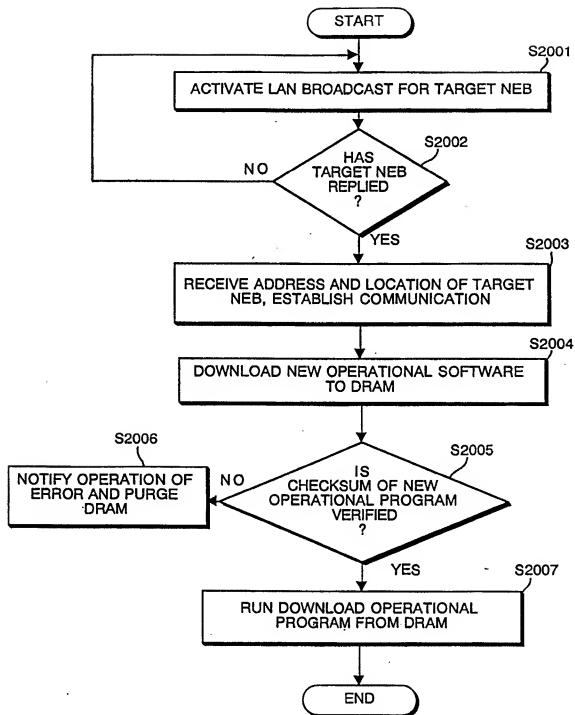 START
S2001
ACTIVATE LAN BROADCAST FOR TARGET NEB
S2002
HAS
TARGET NEB
REPLIED
?
NO
YES
S2003
RECEIVE ADDRESS AND LOCATION OF TARGET
NEB, ESTABLISH COMMUNICATION
S2004
DOWNLOAD NEW OPERATIONAL SOFTWARE
TO DRAM
S2005
IS
CHECKSUM OF NEW
OPERATIONAL PROGRAM
VERIFIED
?
NO
S2006
NOTIFY OPERATION OF
ERROR AND PURGE
DRAM
YES
S2007
RUN DOWNLOAD OPERATIONAL
PROGRAM FROM DRAM
END